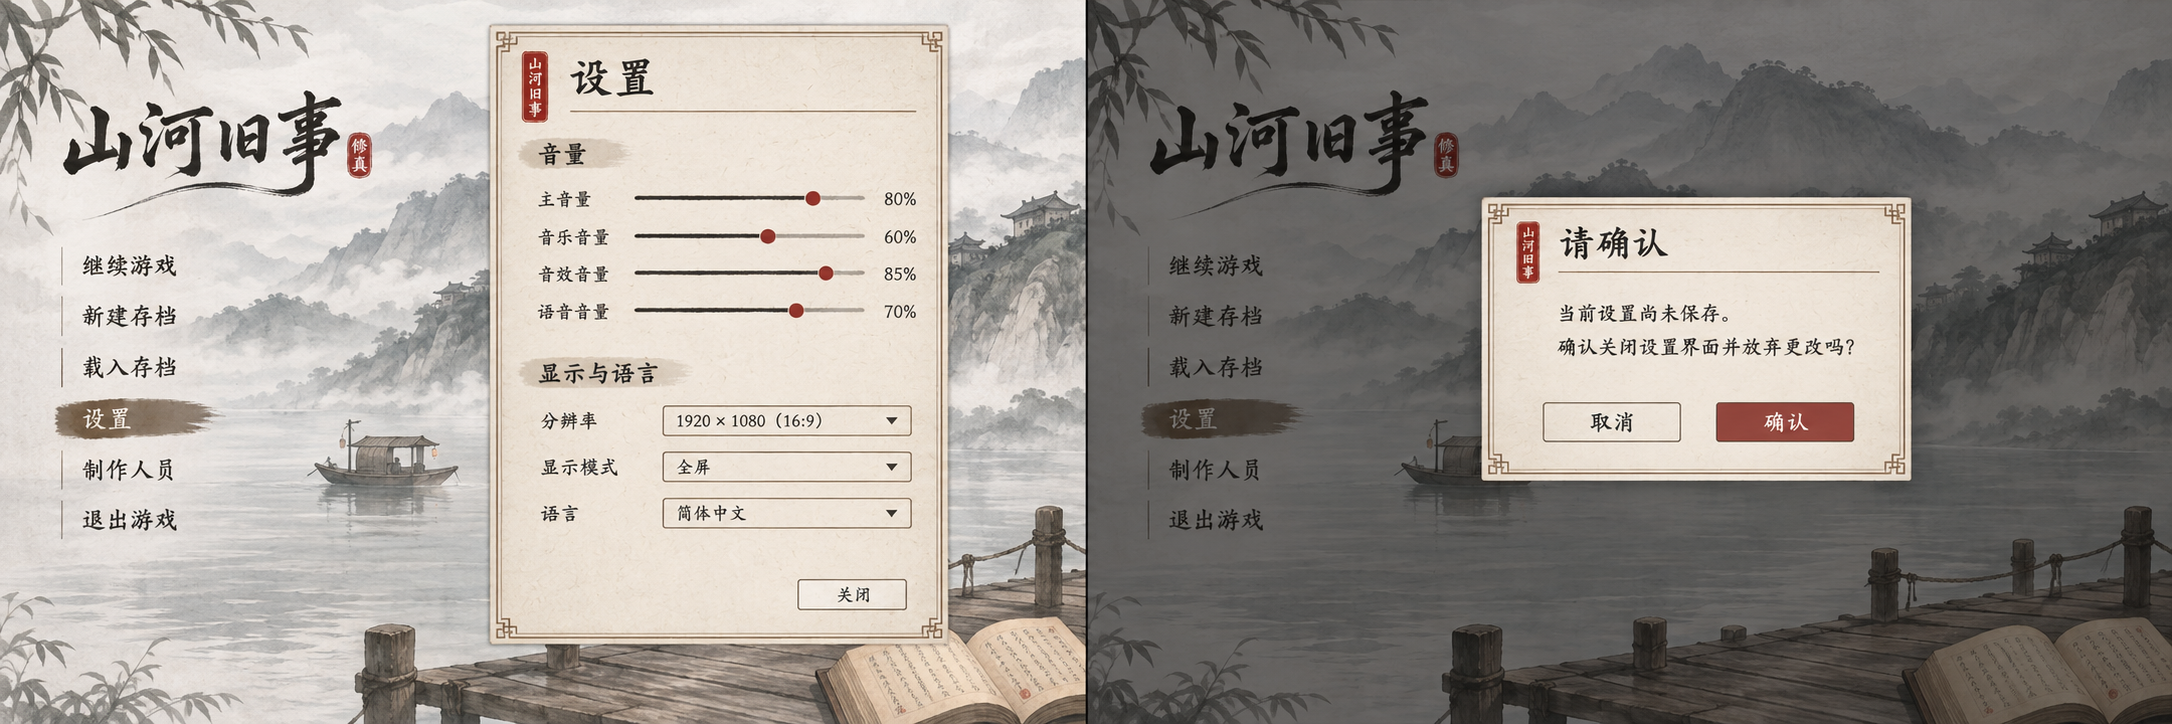 山河旧事
修真
继续游戏
新建存档
载入存档
设置
制作人员
退出游戏
山河旧事
设置
音量
主音量 80%
音乐音量 60%
音效音量 85%
语音音量 70%
显示与语言
分辨率 1920 × 1080（16:9）
显示模式 全屏
语言 简体中文
关闭
山河旧事
修真
继续游戏
新建存档
载入存档
设置
制作人员
退出游戏
山河旧事
请确认
当前设置尚未保存。
确认关闭设置界面并放弃更改吗？
取消 确认